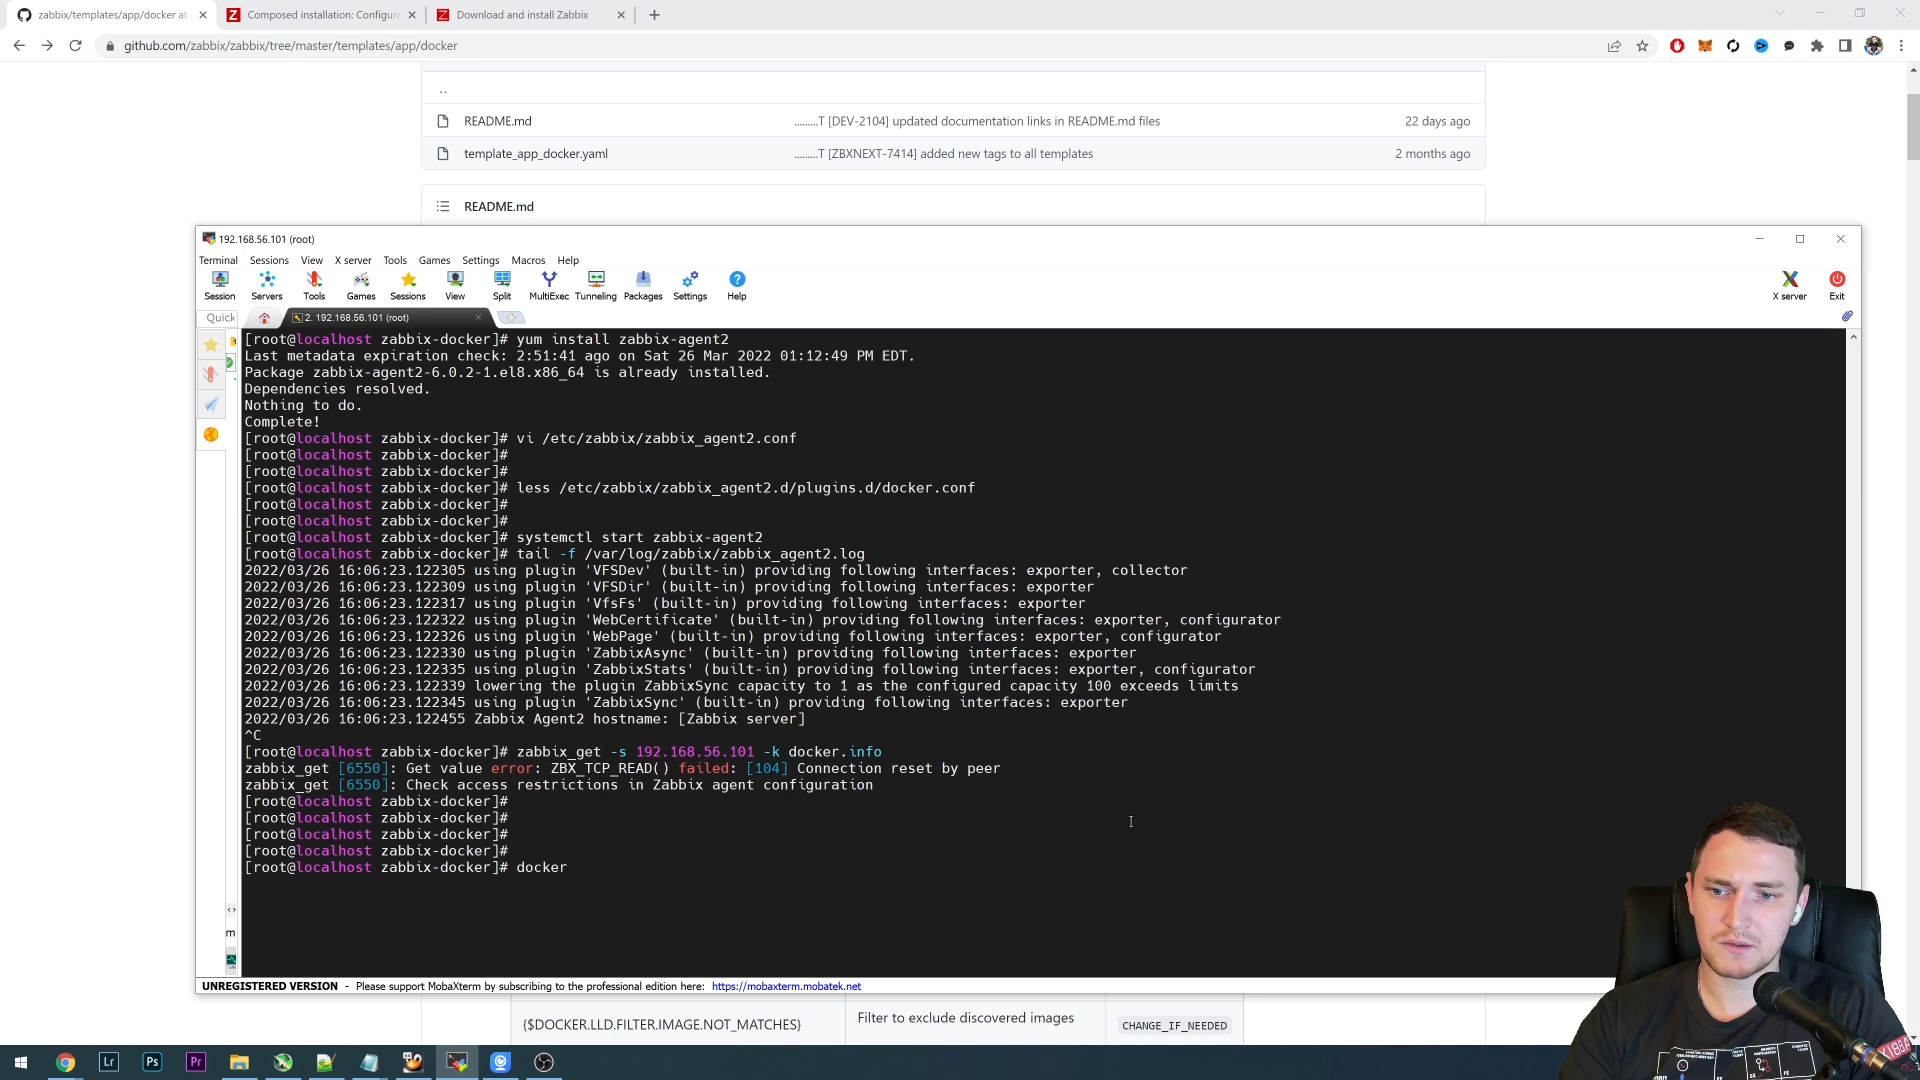 zabbix/templates/app/docker at
Composed installation: Configura
Download and install Zabbix
github.com/zabbix/zabbix/tree/master/templates/app/docker
..
README.md
.........T [DEV-2104] updated documentation links in README.md files
22 days ago
template_app_docker.yaml
.........T [ZBXNEXT-7414] added new tags to all templates
2 months ago
README.md
192.168.56.101 (root)
Terminal Sessions View X server Tools Games Settings Macros Help
Session Servers Tools Games Sessions View Split MultiExec Tunneling Packages Settings Help
X server Exit
Quick
2. 192.168.56.101 (root)
[root@localhost zabbix-docker]# yum install zabbix-agent2
Last metadata expiration check: 2:51:41 ago on Sat 26 Mar 2022 01:12:49 PM EDT.
Package zabbix-agent2-6.0.2-1.el8.x86_64 is already installed.
Dependencies resolved.
Nothing to do.
Complete!
[root@localhost zabbix-docker]# vi /etc/zabbix/zabbix_agent2.conf
[root@localhost zabbix-docker]#
[root@localhost zabbix-docker]#
[root@localhost zabbix-docker]# less /etc/zabbix/zabbix_agent2.d/plugins.d/docker.conf
[root@localhost zabbix-docker]#
[root@localhost zabbix-docker]#
[root@localhost zabbix-docker]# systemctl start zabbix-agent2
[root@localhost zabbix-docker]# tail -f /var/log/zabbix/zabbix_agent2.log
2022/03/26 16:06:23.122305 using plugin 'VFSDev' (built-in) providing following interfaces: exporter, collector
2022/03/26 16:06:23.122309 using plugin 'VFSDir' (built-in) providing following interfaces: exporter
2022/03/26 16:06:23.122317 using plugin 'VfsFs' (built-in) providing following interfaces: exporter
2022/03/26 16:06:23.122322 using plugin 'WebCertificate' (built-in) providing following interfaces: exporter, configurator
2022/03/26 16:06:23.122326 using plugin 'WebPage' (built-in) providing following interfaces: exporter, configurator
2022/03/26 16:06:23.122330 using plugin 'ZabbixAsync' (built-in) providing following interfaces: exporter
2022/03/26 16:06:23.122335 using plugin 'ZabbixStats' (built-in) providing following interfaces: exporter, configurator
2022/03/26 16:06:23.122339 lowering the plugin ZabbixSync capacity to 1 as the configured capacity 100 exceeds limits
2022/03/26 16:06:23.122345 using plugin 'ZabbixSync' (built-in) providing following interfaces: exporter
2022/03/26 16:06:23.122455 Zabbix Agent2 hostname: [Zabbix server]
^C
[root@localhost zabbix-docker]# zabbix_get -s 192.168.56.101 -k docker.info
zabbix_get [6550]: Get value error: ZBX_TCP_READ() failed: [104] Connection reset by peer
zabbix_get [6550]: Check access restrictions in Zabbix agent configuration
[root@localhost zabbix-docker]#
[root@localhost zabbix-docker]#
[root@localhost zabbix-docker]#
[root@localhost zabbix-docker]#
[root@localhost zabbix-docker]# docker
m
UNREGISTERED VERSION - Please support MobaXterm by subscribing to the professional edition here: https://mobaxterm.mobatek.net
{$DOCKER.LLD.FILTER.IMAGE.NOT_MATCHES}
Filter to exclude discovered images
CHANGE_IF_NEEDED
Lr
Ps
Pr